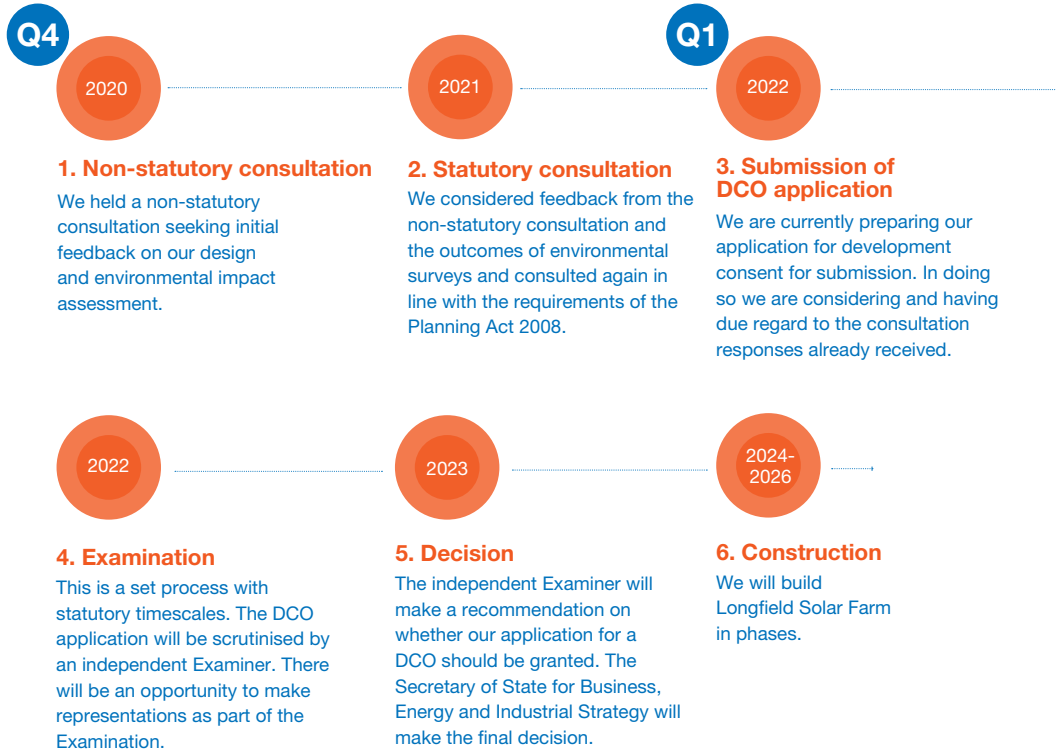 Q4
2020
1. Non-statutory consultation
We held a non-statutory
consultation seeking initial
feedback on our design
and environmental impact
assessment.
2021
2. Statutory consultation
We considered feedback from the
non-statutory consultation and
the outcomes of environmental
surveys and consulted again in
line with the requirements of the
Planning Act 2008.
Q1
2022
3. Submission of
DCO application
We are currently preparing our
application for development
consent for submission. In doing
so we are considering and having
due regard to the consultation
responses already received.
2022
4. Examination
This is a set process with
statutory timescales. The DCO
application will be scrutinised by
an independent Examiner. There
will be an opportunity to make
representations as part of the
Examination.
2023
5. Decision
The independent Examiner will
make a recommendation on
whether our application for a
DCO should be granted. The
Secretary of State for Business,
Energy and Industrial Strategy will
make the final decision.
2024-
2026
6. Construction
We will build
Longfield Solar Farm
in phases.